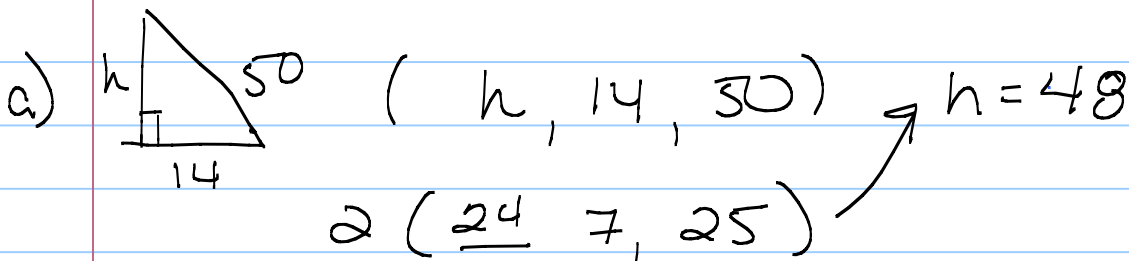 a) h 50 ( h, 14, 50) h = 48
14
2 (24 7, 25)